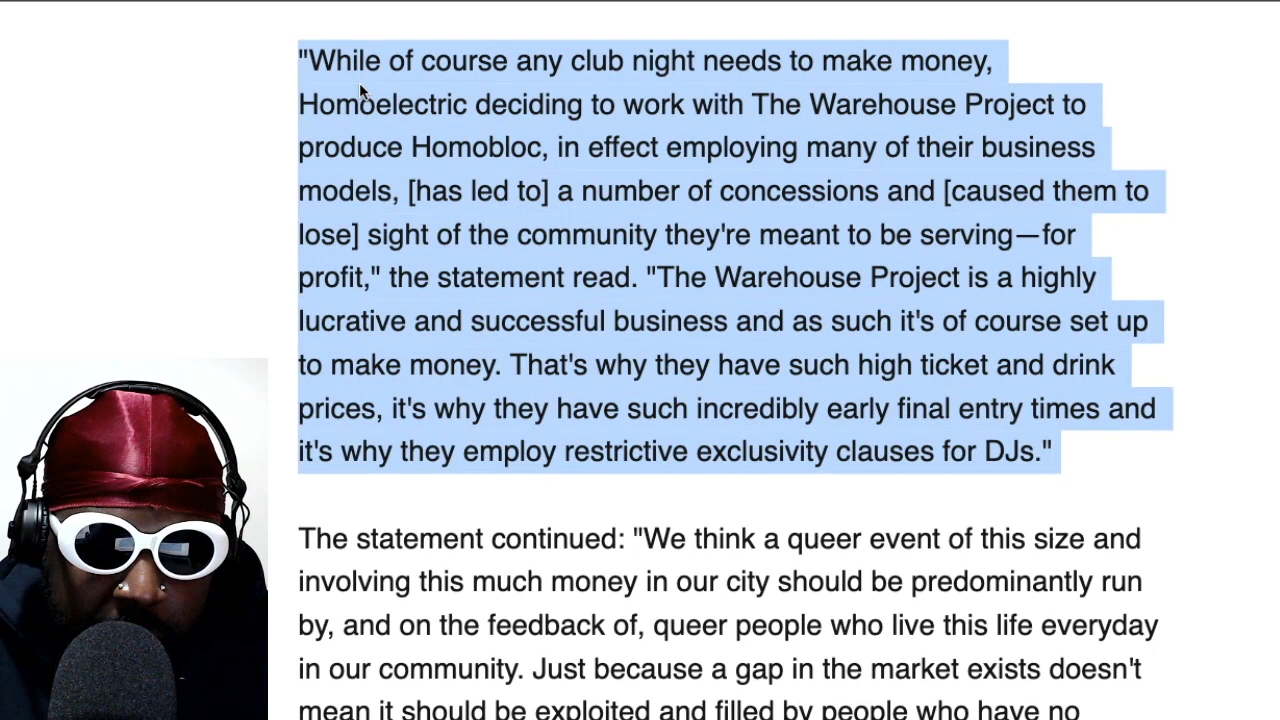 "While of course any club night needs to make money,
Homoelectric deciding to work with The Warehouse Project to
produce Homobloc, in effect employing many of their business
models, [has led to] a number of concessions and [caused them to
lose] sight of the community they're meant to be serving—for
profit," the statement read. "The Warehouse Project is a highly
lucrative and successful business and as such it's of course set up
to make money. That's why they have such high ticket and drink
prices, it's why they have such incredibly early final entry times and
it's why they employ restrictive exclusivity clauses for DJs."
The statement continued: "We think a queer event of this size and
involving this much money in our city should be predominantly run
by, and on the feedback of, queer people who live this life everyday
in our community. Just because a gap in the market exists doesn't
mean it should be exploited and filled by people who have no